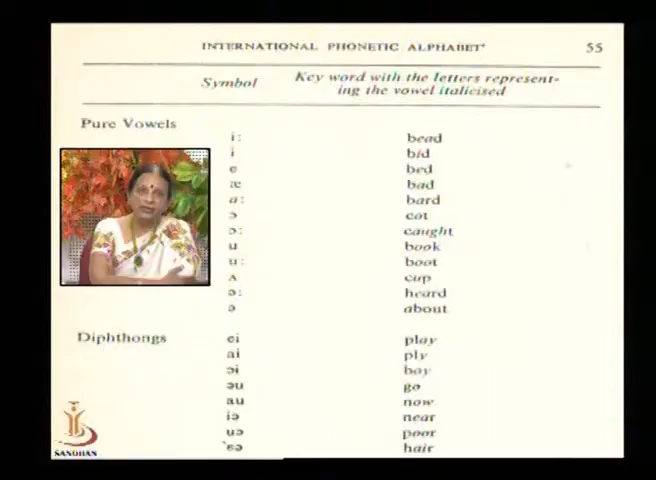 INTERNATIONAL PHONETIC ALPHABET* 55
Symbol Key word with the letters represent-
ing the vowel italicised
Pure Vowels
i: bead
i bid
e bed
æ bad
a: bard
ɔ cot
ɔ: caught
u book
u: boot
ʌ cup
ə: heard
ə about
Diphthongs ei play
ai ply
ɔi boy
əu go
au now
iə near
uə poor
ɛə hair
SANDHAN